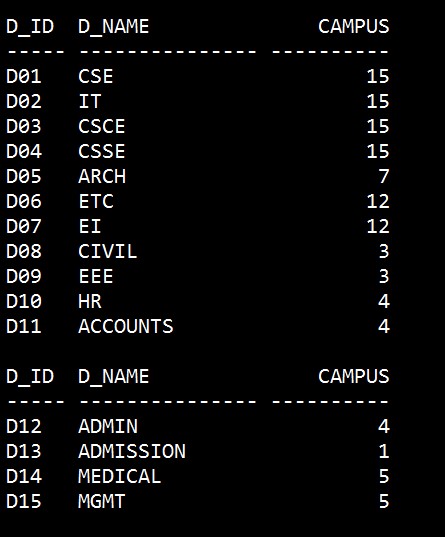 D_ID  D_NAME              CAMPUS
----- --------------- ----------
D01   CSE                     15
D02   IT                      15
D03   CSCE                    15
D04   CSSE                    15
D05   ARCH                     7
D06   ETC                     12
D07   EI                      12
D08   CIVIL                    3
D09   EEE                      3
D10   HR                       4
D11   ACCOUNTS                 4

D_ID  D_NAME              CAMPUS
----- --------------- ----------
D12   ADMIN                    4
D13   ADMISSION                1
D14   MEDICAL                  5
D15   MGMT                     5